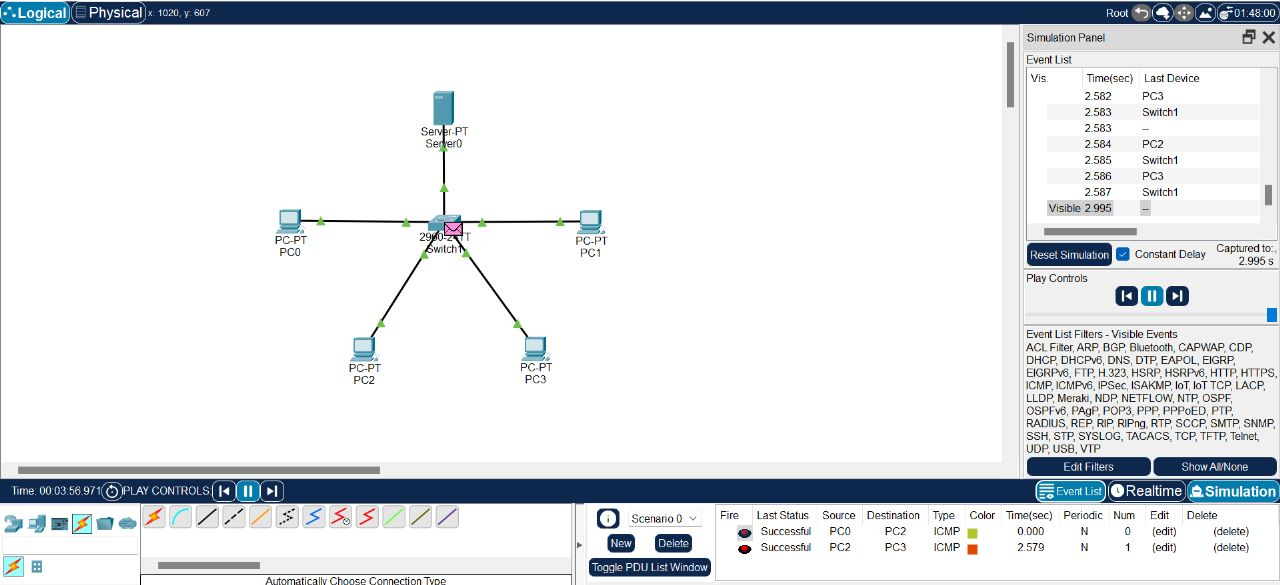 Logical Physical x: 1020, y: 607 Root 01:48:00
Server-PT
Server0
PC-PT
PC0
2960-24TT
Switch1
PC-PT
PC1
PC-PT
PC2
PC-PT
PC3
Simulation Panel
Event List
Vis. Time(sec) Last Device
2.582 PC3
2.583 Switch1
2.583 --
2.584 PC2
2.585 Switch1
2.586 PC3
2.587 Switch1
Visible 2.995 --
Reset Simulation Constant Delay Captured to:
2.995 s
Play Controls
Event List Filters - Visible Events
ACL Filter, ARP, BGP, Bluetooth, CAPWAP, CDP,
DHCP, DHCPv6, DNS, DTP, EAPOL, EIGRP,
EIGRPv6, FTP, H.323, HSRP, HSRPv6, HTTP, HTTPS,
ICMP, ICMPv6, IPSec, ISAKMP, IoT, IoT TCP, LACP,
LLDP, Meraki, NDP, NETFLOW, NTP, OSPF,
OSPFv6, PAgP, POP3, PPP, PPPoED, PTP,
RADIUS, REP, RIP, RIPng, RTP, SCCP, SMTP, SNMP,
SSH, STP, SYSLOG, TACACS, TCP, TFTP, Telnet,
UDP, USB, VTP
Edit Filters Show All/None
Time: 00:03:56.971 PLAY CONTROLS: Event List Realtime Simulation
Scenario 0
New Delete
Toggle PDU List Window
Fire Last Status Source Destination Type Color Time(sec) Periodic Num Edit Delete
Successful PC0 PC2 ICMP 0.000 N 0 (edit) (delete)
Successful PC2 PC3 ICMP 2.579 N 1 (edit) (delete)
Automatically Choose Connection Type